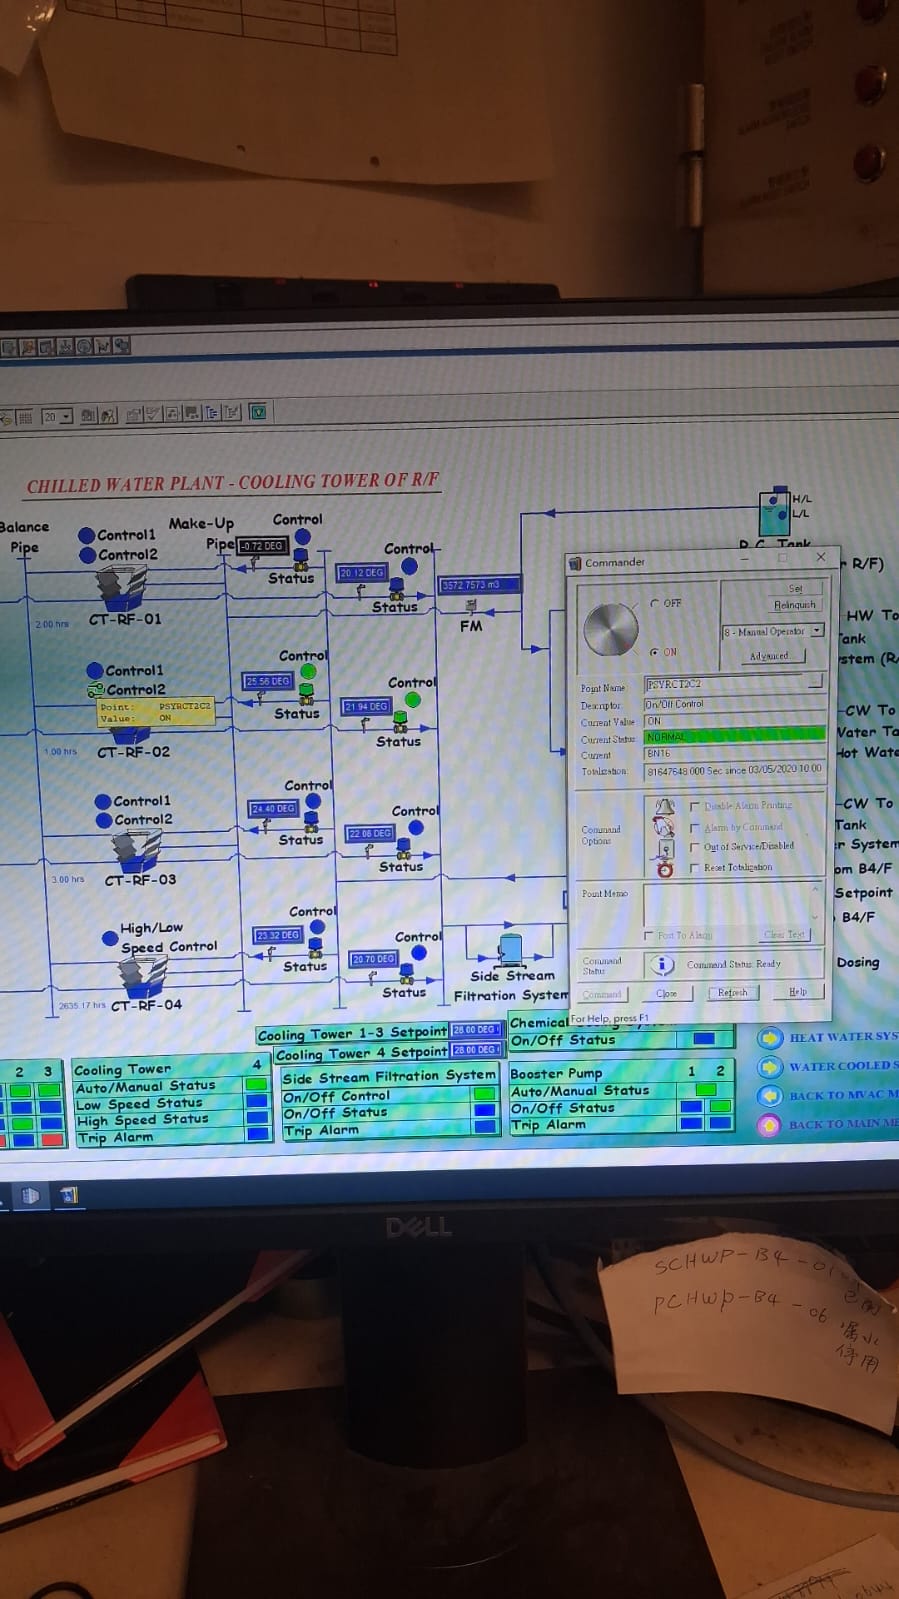 20
CHILLED WATER PLANT - COOLING TOWER OF R/F
Balance
Pipe
Control1
Control2
Make-Up
Pipe
-0.72 DEG
Control
Status
Control
20.12 DEG
Status
3572.7573 m3
FM
H/L
L/L
R/F)
CT-RF-01
2.00 hrs
Control1
Control2
Point: PSYRCT2C2
Value: ON
CT-RF-02
1.00 hrs
Control
25.56 DEG
Status
Control
21.94 DEG
Status
Control1
Control2
CT-RF-03
3.00 hrs
Control
24.40 DEG
Status
Control
22.06 DEG
Status
High/Low
Speed Control
CT-RF-04
2635.17 hrs
Control
23.32 DEG
Status
Control
20.70 DEG
Status
Side Stream
Filtration System
Commander
OFF
ON
Set
Relinquish
8 - Manual Operator
Advanced
Point Name PSYRCT2C2
Descriptor On/Off Control
Current Value ON
Current Status: NORMAL
Current BN16
Totalization: 81647648.000 Sec since 03/05/2020 10:00
Command
Options
Disable Alarm Printing
Alarm by Command
Out of Service/Disabled
Reset Totalization
Point Memo
Post To Alarm
Clear Text
Command
Status
Command Status: Ready
Command
Close
Refresh
Help
For Help, press F1
HW To
Tank
-CW To
-CW To
Tank
om B4/F
Setpoint
B4/F
Dosing
Cooling Tower 1-3 Setpoint 28.00 DEG
Cooling Tower 4 Setpoint 28.00 DEG
Chemical
On/Off Status
2 3
Cooling Tower 4
Auto/Manual Status
Low Speed Status
High Speed Status
Trip Alarm
Side Stream Filtration System
On/Off Control
On/Off Status
Trip Alarm
Booster Pump 1 2
Auto/Manual Status
On/Off Status
Trip Alarm
HEAT WATER SYS
WATER COOLED S
BACK TO MVAC M
BACK TO MAIN ME
DELL
SCHWP-B4-01
PCHWP-B4-06
漏水
停用